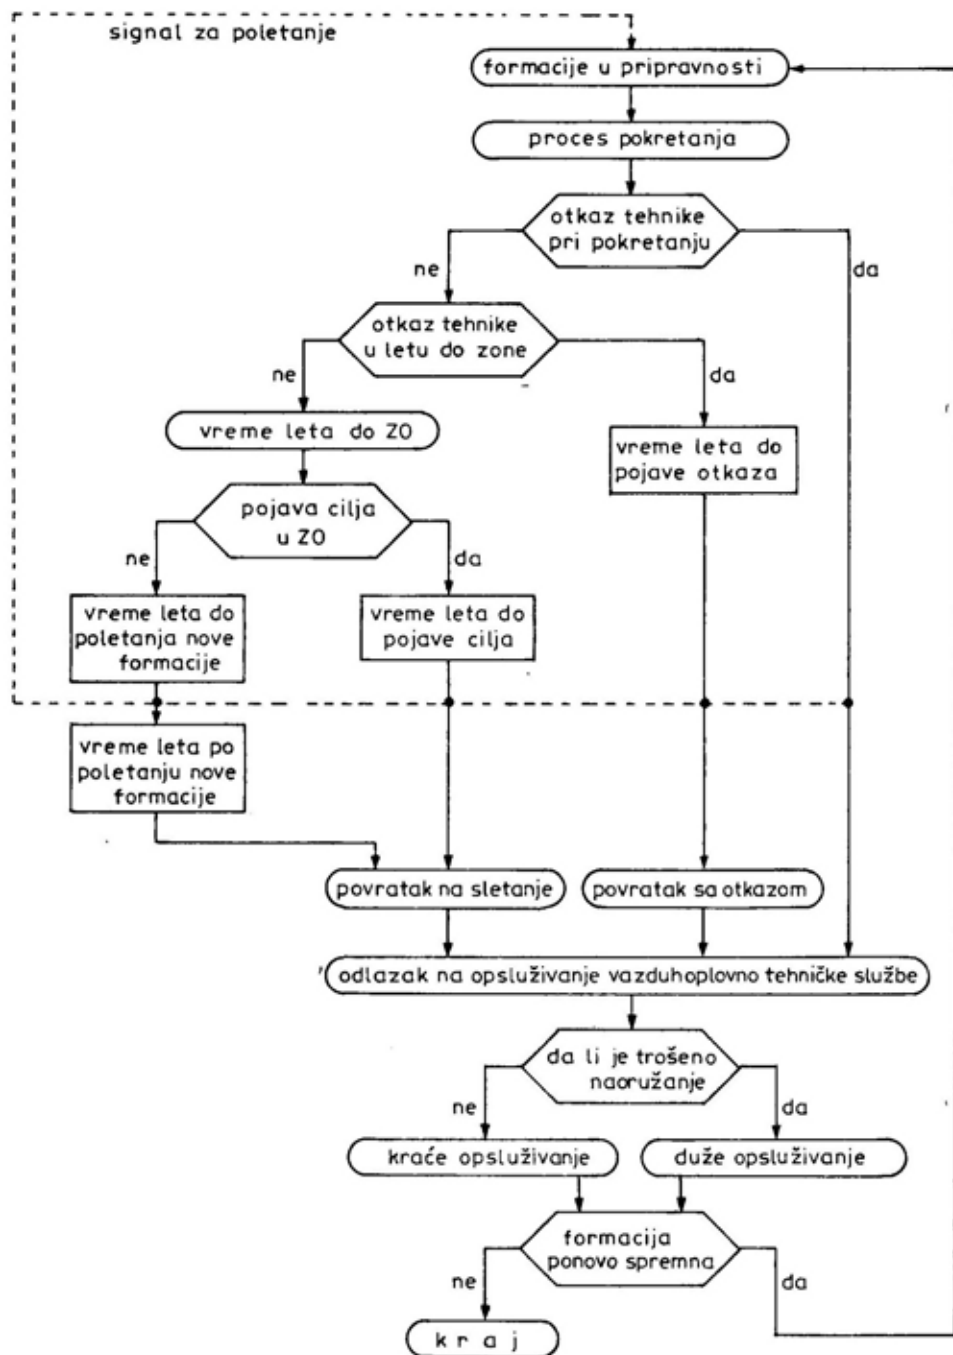 signal za poletanje
formacije u pripravnosti
proces pokretanja
otkaz tehnike
pri pokretanju
ne
da
otkaz tehnike
u letu do zone
ne
da
vreme leta do ZO
vreme leta do
pojave otkaza
pojava cilja
u ZO
ne
da
vreme leta do
poletanja nove
formacije
vreme leta do
pojave cilja
vreme leta po
poletanju nove
formacije
povratak na sletanje
povratak sa otkazom
odlazak na opsluživanje vazduhoplovno tehničke službe
da li je trošeno
naoružanje
ne
da
kraće opsluživanje
duže opsluživanje
formacija
ponovo spremna
ne
da
kraj